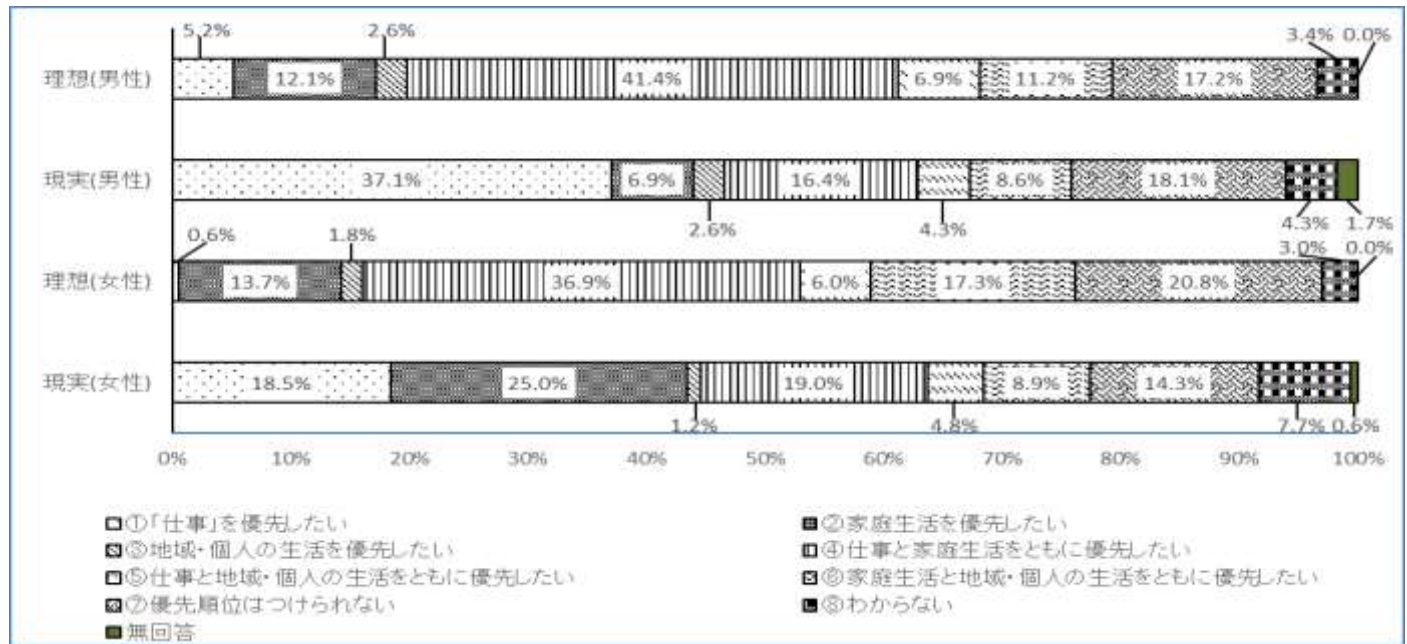 5.2%
2.6%
3.4% 0.0%
理想(男性)
12.1%
41.4%
6.9%
11.2%
17.2%
現実(男性)
37.1%
6.9%
16.4%
8.6%
18.1%
2.6%
4.3%
4.3%
1.7%
0.6%
1.8%
3.0%
0.0%
理想(女性)
13.7%
36.9%
6.0%
17.3%
20.8%
現実(女性)
18.5%
25.0%
19.0%
8.9%
14.3%
1.2%
4.8%
7.7% 0.6%
0% 10% 20% 30% 40% 50% 60% 70% 80% 90% 100%
①「仕事」を優先したい
②家庭生活を優先したい
③地域・個人の生活を優先したい
④仕事と家庭生活をともに優先したい
⑤仕事と地域・個人の生活をともに優先したい
⑥家庭生活と地域・個人の生活をともに優先したい
⑦優先順位はつけられない
⑧わからない
無回答